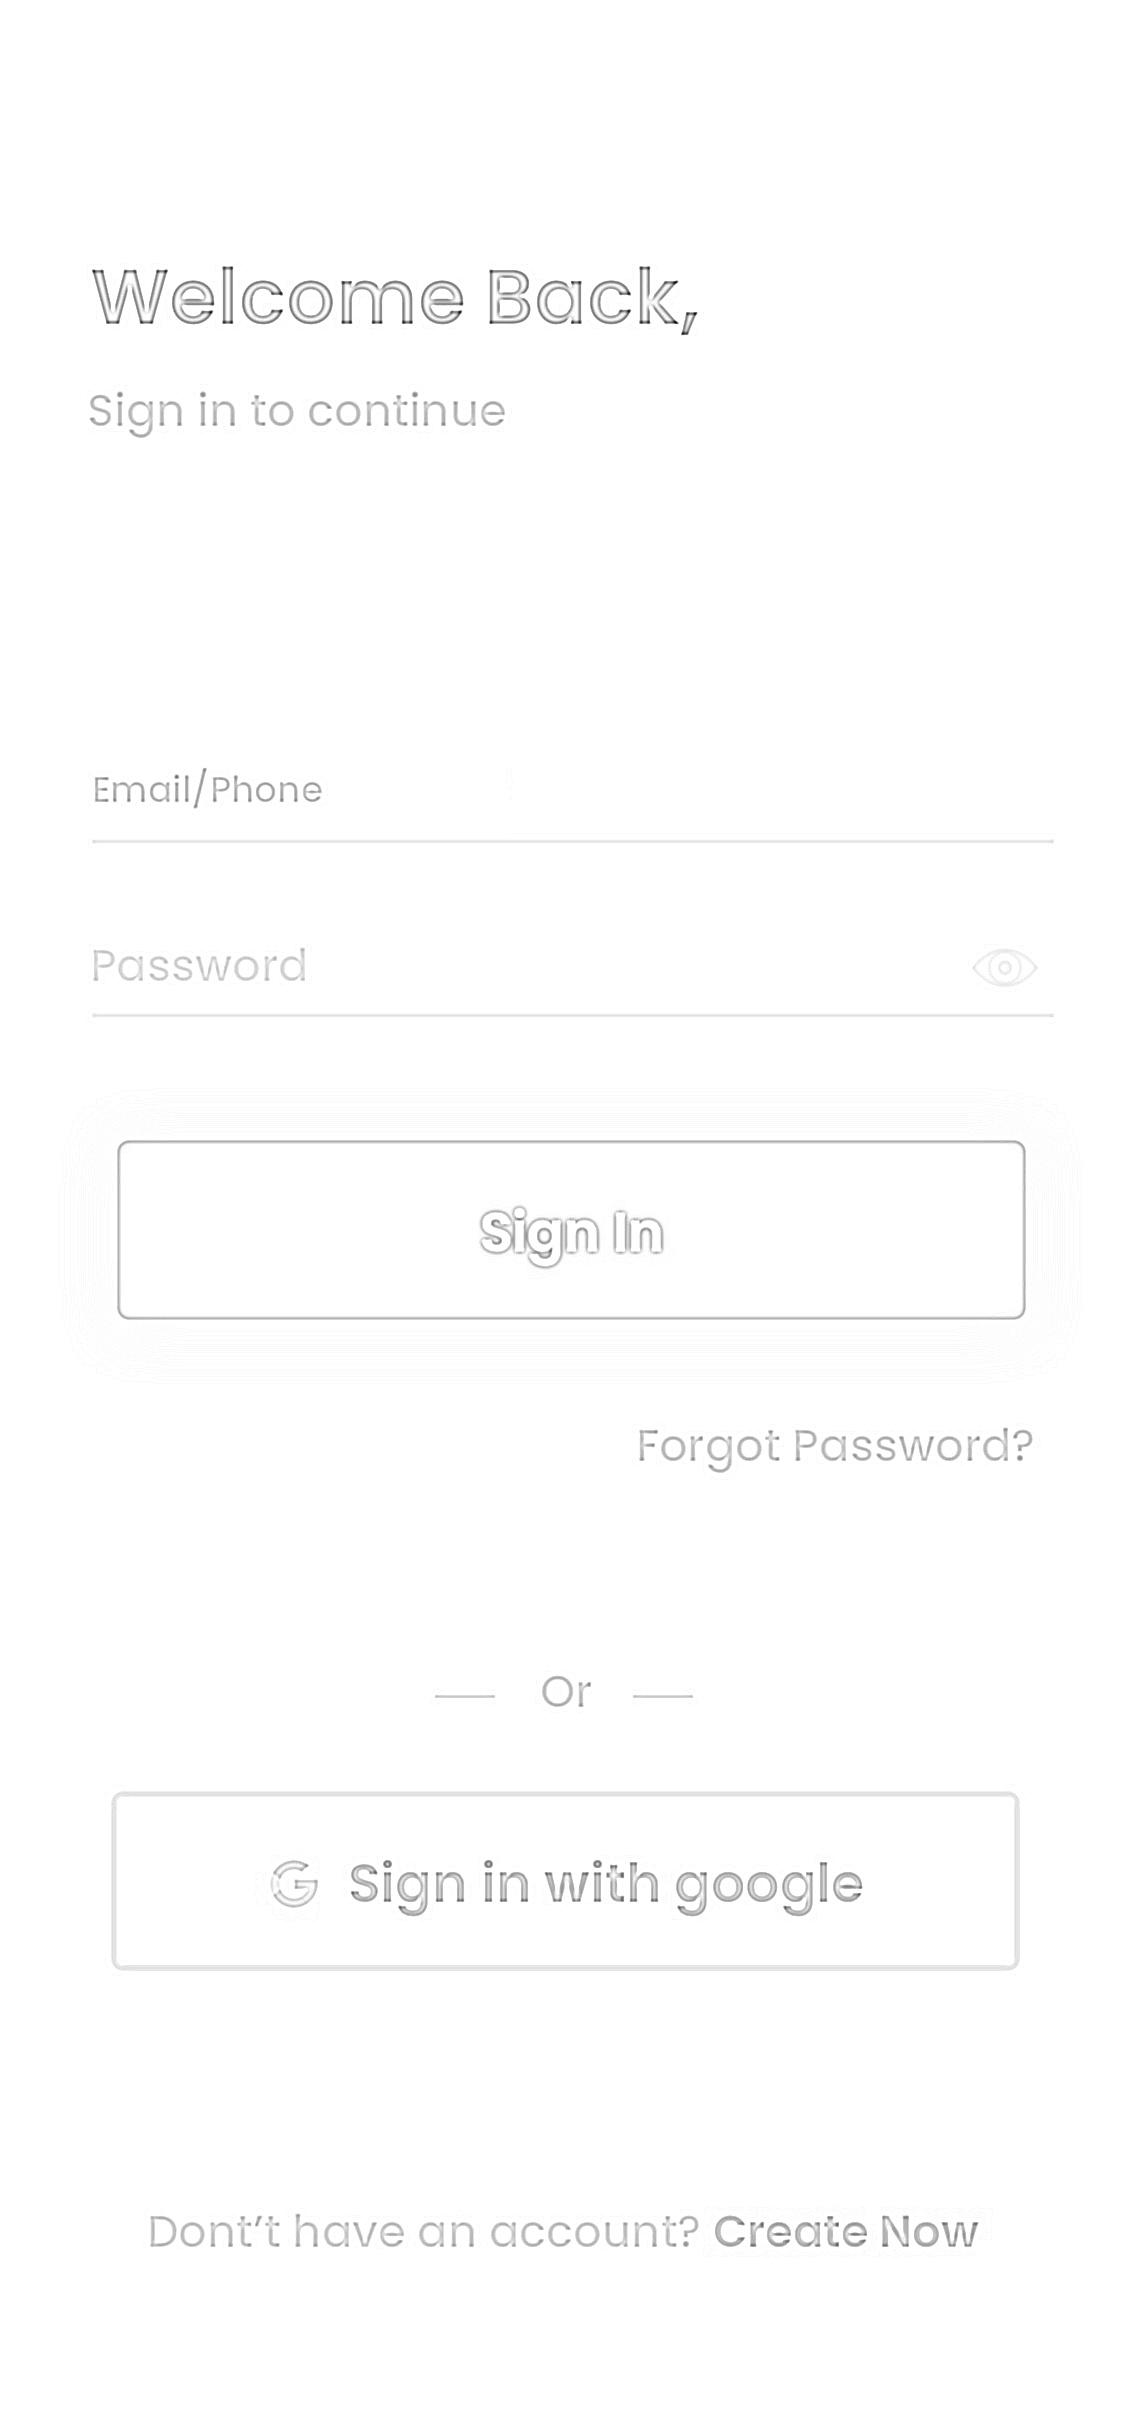 Welcome Back,
Sign in to continue
Email/Phone
Password
Sign In
Forgot Password?
Or
Sign in with google
Dont’t have an account? Create Now